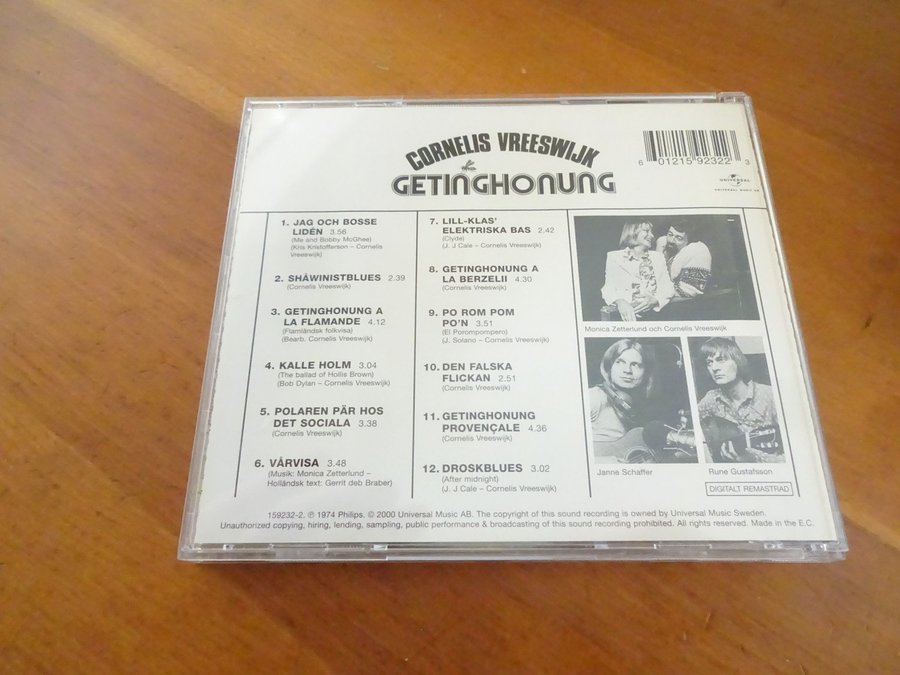 CORNELIS VREESWIJK
GETINGHONUNG
6 01215 92322 3
UNIVERSAL
UNIVERSAL MUSIC AB
1. JAG OCH BOSSE
LIDÉN 3.56
(Me and Bobby McGhee)
(Kris Kristofferson – Cornelis
Vreeswijk)
2. SHÅWINISTBLUES 2.39
(Cornelis Vreeswijk)
3. GETINGHONUNG A
LA FLAMANDE 4.12
(Flamländsk folkvisa)
(Bearb. Cornelis Vreeswijk)
4. KALLE HOLM 3.04
(The ballad of Hollis Brown)
(Bob Dylan – Cornelis Vreeswijk)
5. POLAREN PÄR HOS
DET SOCIALA 3.38
(Cornelis Vreeswijk)
6. VÅRVISA 3.48
(Musik: Monica Zetterlund –
Holländsk text: Gerrit deb Braber)
7. LILL-KLAS'
ELEKTRISKA BAS 2.42
(Clyde)
(J. J Cale – Cornelis Vreeswijk)
8. GETINGHONUNG A
LA BERZELII 4.30
(Cornelis Vreeswijk)
9. PO ROM POM
PO'N 3.51
(El Porompompero)
(J. Solano – Cornelis Vreeswijk)
10. DEN FALSKA
FLICKAN 2.51
(Cornelis Vreeswijk)
11. GETINGHONUNG
PROVENÇALE 4.36
(Cornelis Vreeswijk)
12. DROSKBLUES 3.02
(After midnight)
(J. J Cale – Cornelis Vreeswijk)
Monica Zetterlund och Cornelis Vreeswijk
Janne Schaffer
Rune Gustafsson
DIGITALT REMASTRAD
159232-2. ℗ 1974 Philips. © 2000 Universal Music AB. The copyright of this sound recording is owned by Universal Music Sweden.
Unauthorized copying, hiring, lending, sampling, public performance & broadcasting of this sound recording prohibited. All rights reserved. Made in the E.C.